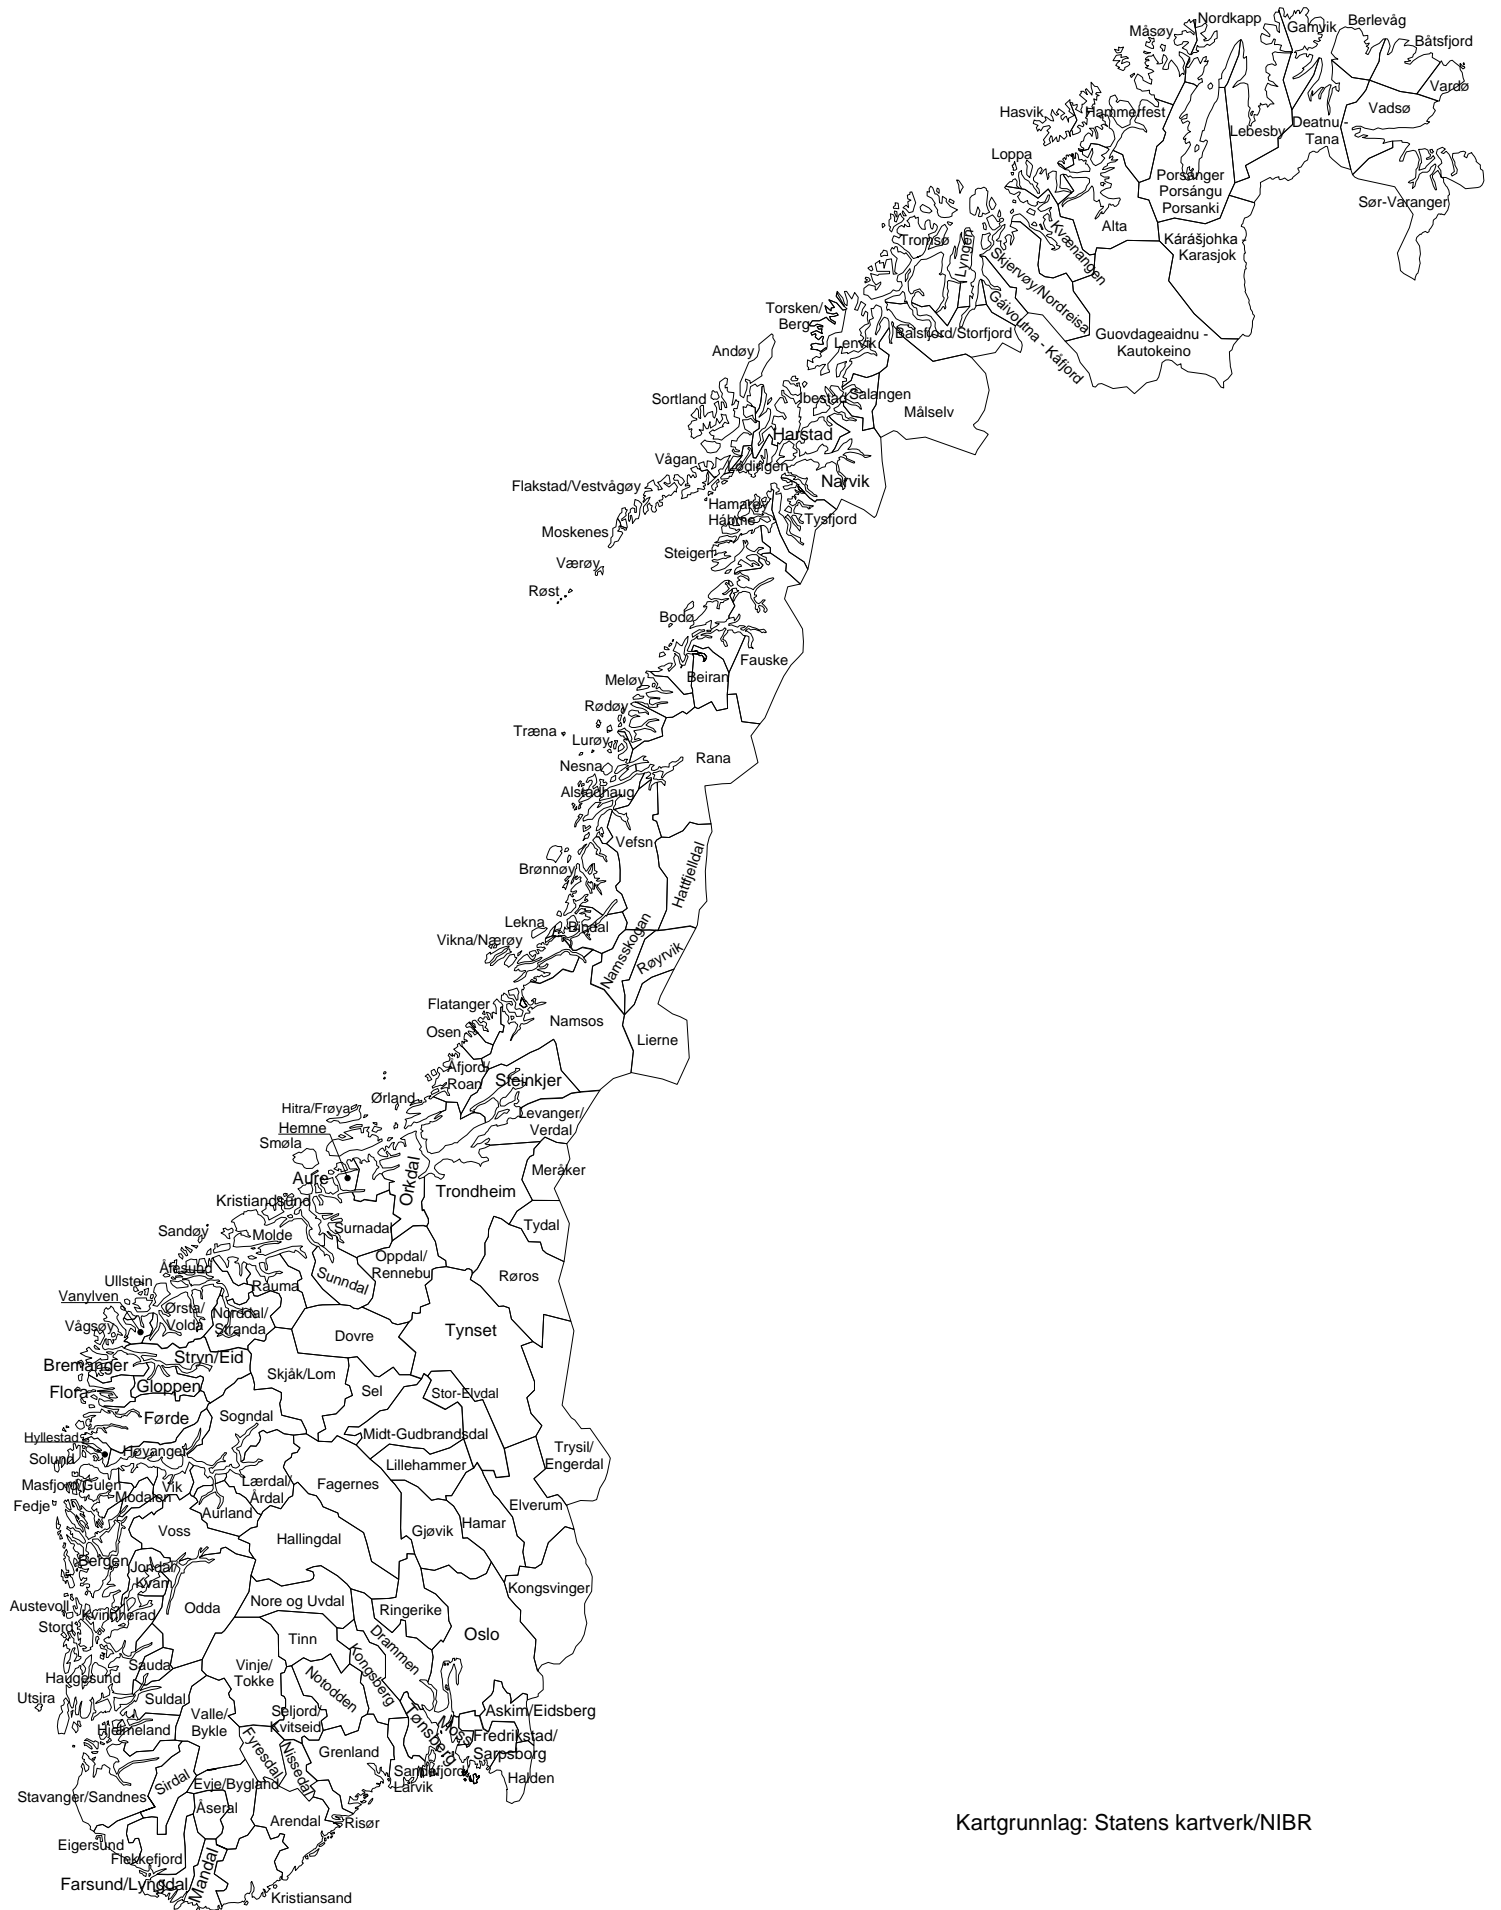 Nordkapp
Måsøy
Gamvik
Berlevåg
Båtsfjord
Vardø
Vadsø
Hasvik
Hammerfest
Lebesby
Deatnu -
Tana
Loppa
Porsánger
Porsángu
Porsanki
Sør-Varanger
Alta
Kárášjohka -
Karasjok
Kvænangen
Tromsø
Lyngen
Skjervøy/Nordreisa
Gáivoutna - Kåfjord
Guovdageaidnu -
Kautokeino
Torsken/
Berg
Balsfjord/Storfjord
Lenvik
Andøy
Sortland
Ibestad
Salangen
Målselv
Harstad
Vågan
Lødingen
Narvik
Flakstad/Vestvågøy
Hamarøy
Hábme
Tysfjord
Moskenes
Steigen
Værøy
Røst
Bodø
Fauske
Beiran
Meløy
Rødøy
Træna
Lurøy
Rana
Nesna
Alstadhaug
Vefsn
Hattfjelldal
Brønnøy
Lekna
Bindal
Vikna/Nærøy
Namsskogan
Røyrvik
Flatanger
Namsos
Osen
Lierne
Åfjord/
Roan
Steinkjer
Ørland
Hitra/Frøya
Levanger/
Verdal
Hemne
Smøla
Meråker
Aure
Orkdal
Trondheim
Kristiandsund
Tydal
Sandøy
Molde
Surnadal
Oppdal/
Rennebu
Røros
Ålesund
Ullstein
Rauma
Sunndal
Vanylven
Ørsta/
Volda
Norddal/
Stranda
Vågsøy
Dovre
Tynset
Stryn/Eid
Bremanger
Skjåk/Lom
Gloppen
Flora
Sel
Stor-Elvdal
Førde
Sogndal
Hyllestad
Midt-Gudbrandsdal
Høyanger
Solund
Trysil/
Engerdal
Lillehammer
Masfjord/Gulen
Vik
Lærdal/
Årdal
Fagernes
Modalen
Fedje
Aurland
Elverum
Hamar
Gjøvik
Voss
Hallingdal
Bergen
Jondal/
Kvam
Kongsvinger
Austevoll
Kvinnherad
Odda
Nore og Uvdal
Ringerike
Stord
Oslo
Tinn
Drammen
Kongsberg
Sauda
Haugesund
Vinje/
Tokke
Utsira
Suldal
Notodden
Hjelmeland
Valle/
Bykle
Seljord/
Kvitseid
Askim/Eidsberg
Moss
Tønsberg
Fredrikstad/
Sarpsborg
Fyresdal
Nissedal
Grenland
Sandefjord/
Larvik
Halden
Sirdal
Evje/Bygland
Stavanger/Sandnes
Åseral
Arendal
Risør
Eigersund
Flekkefjord
Farsund/Lyngdal
Mandal
Kristiansand
Kartgrunnlag: Statens kartverk/NIBR